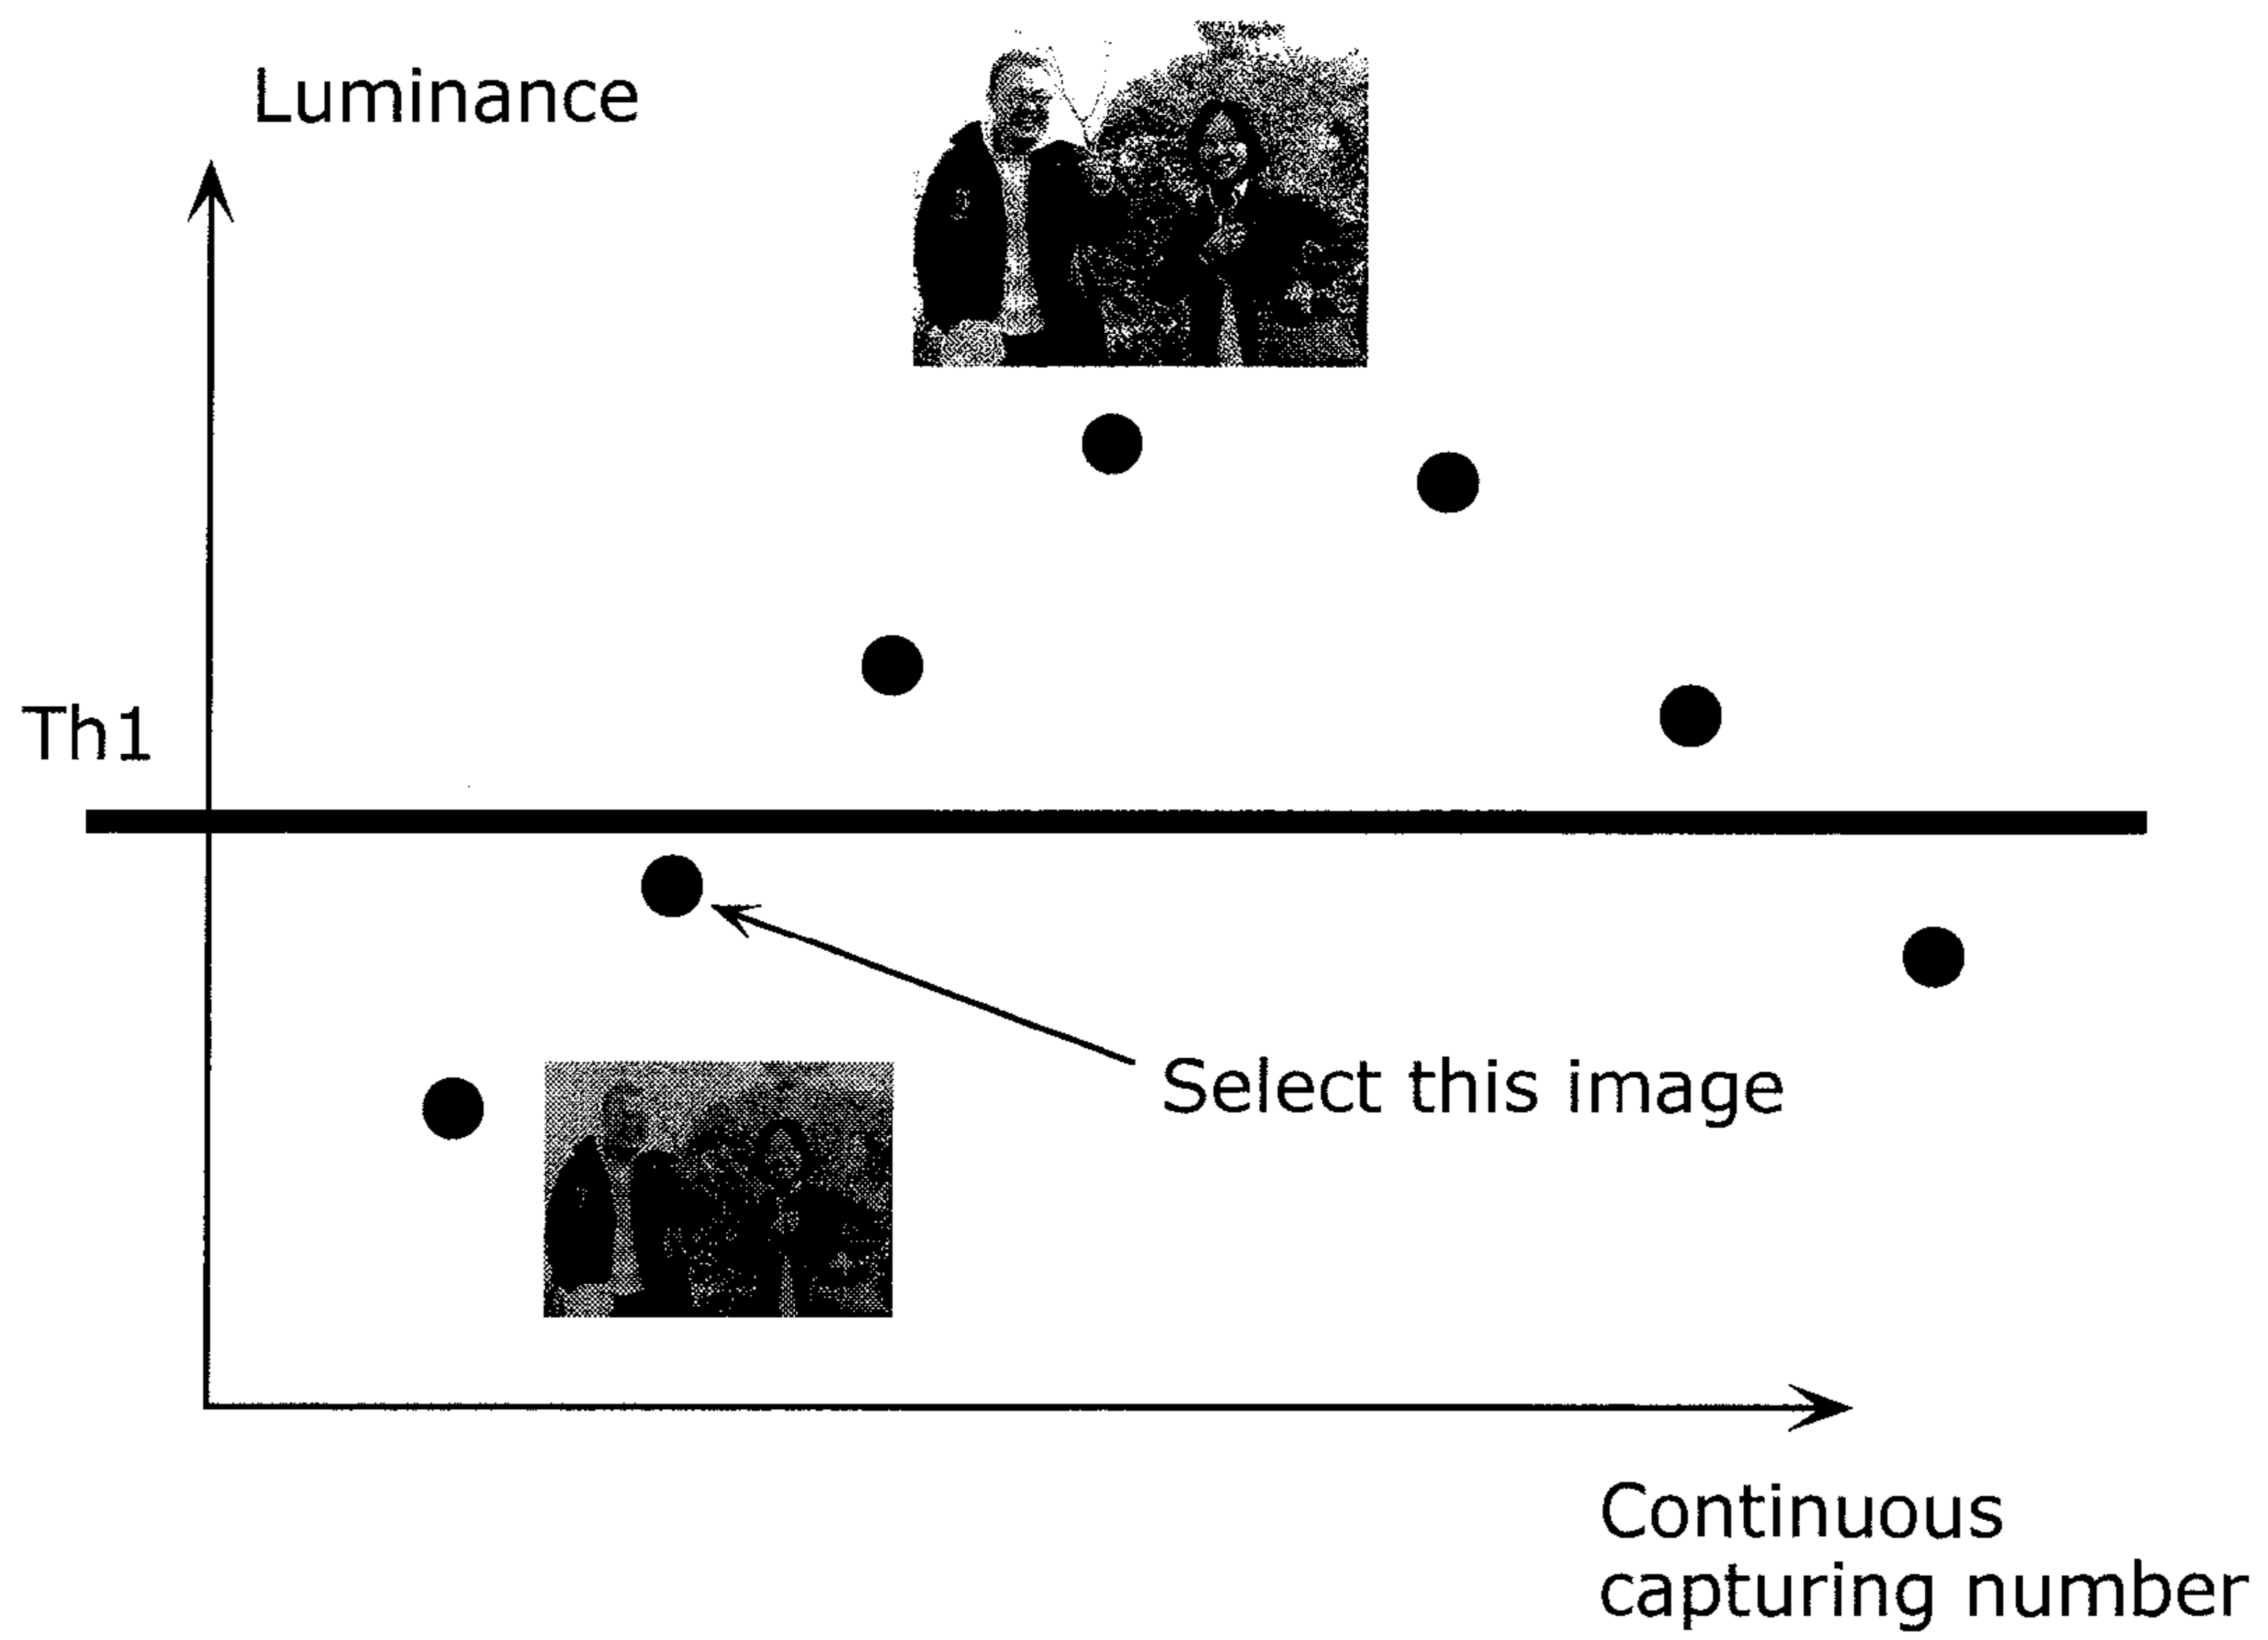 Luminance
Th1
Select this image
Continuous
capturing number